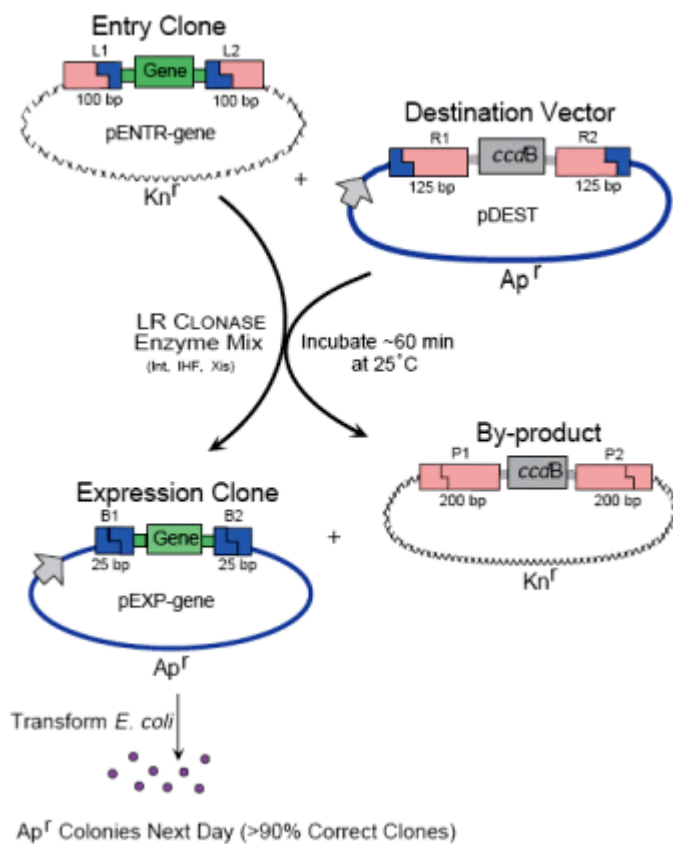 Entry Clone
L1 L2
Gene
100 bp 100 bp
pENTR-gene
Knr
+
Destination Vector
R1 R2
ccdB
125 bp 125 bp
pDEST
Apr
LR CLONASE
Enzyme Mix
(Int, IHF, Xis)
Incubate ~60 min
at 25˚C
By-product
P1 P2
ccdB
200 bp 200 bp
Knr
Expression Clone
B1 B2
Gene
25 bp 25 bp
pEXP-gene
+
Apr
Transform E. coli
Apr Colonies Next Day (>90% Correct Clones)